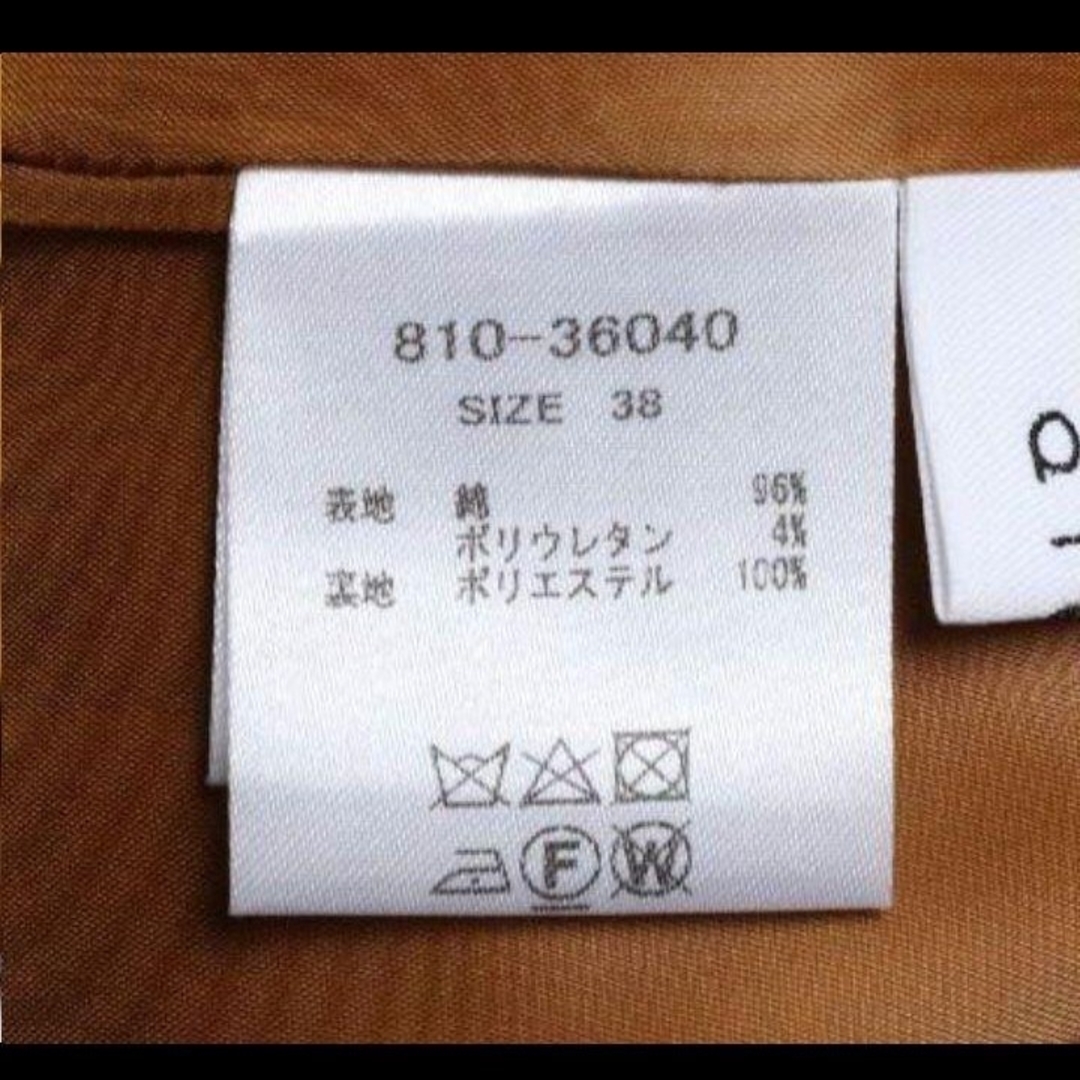 810-36040
SIZE 38
表地 綿 96%
ポリウレタン 4%
裏地 ポリエステル 100%
F W
a